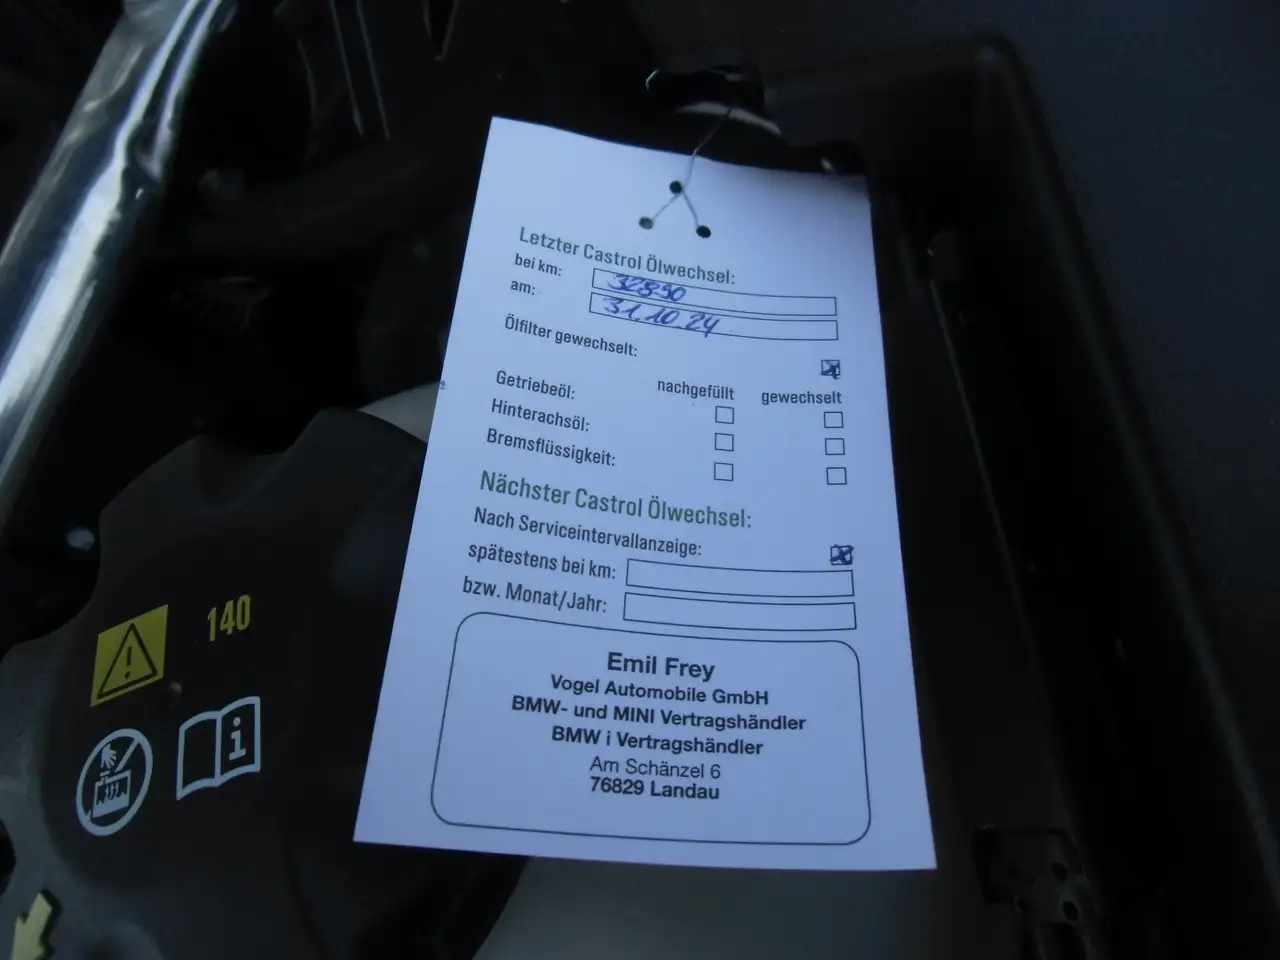 Letzter Castrol Ölwechsel:
bei km: 32890
am: 31.10.24
Ölfilter gewechselt:
nachgefüllt gewechselt
Getriebeöl:
Hinterachsöl:
Bremsflüssigkeit:
Nächster Castrol Ölwechsel:
Nach Serviceintervallanzeige:
spätestens bei km:
bzw. Monat/Jahr:
Emil Frey
Vogel Automobile GmbH
BMW- und MINI Vertragshändler
BMW i Vertragshändler
Am Schänzel 6
76829 Landau
140